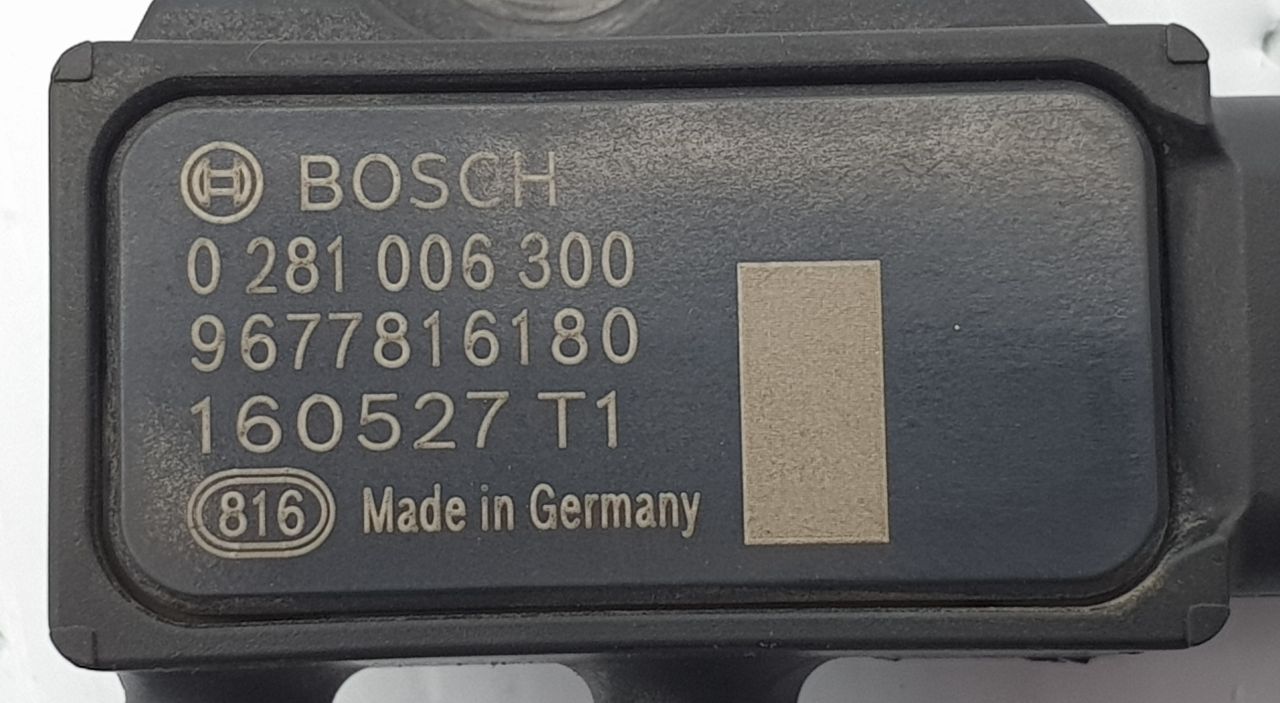 BOSCH
0 281 006 300
9677816180
160527 T1
816 Made in Germany